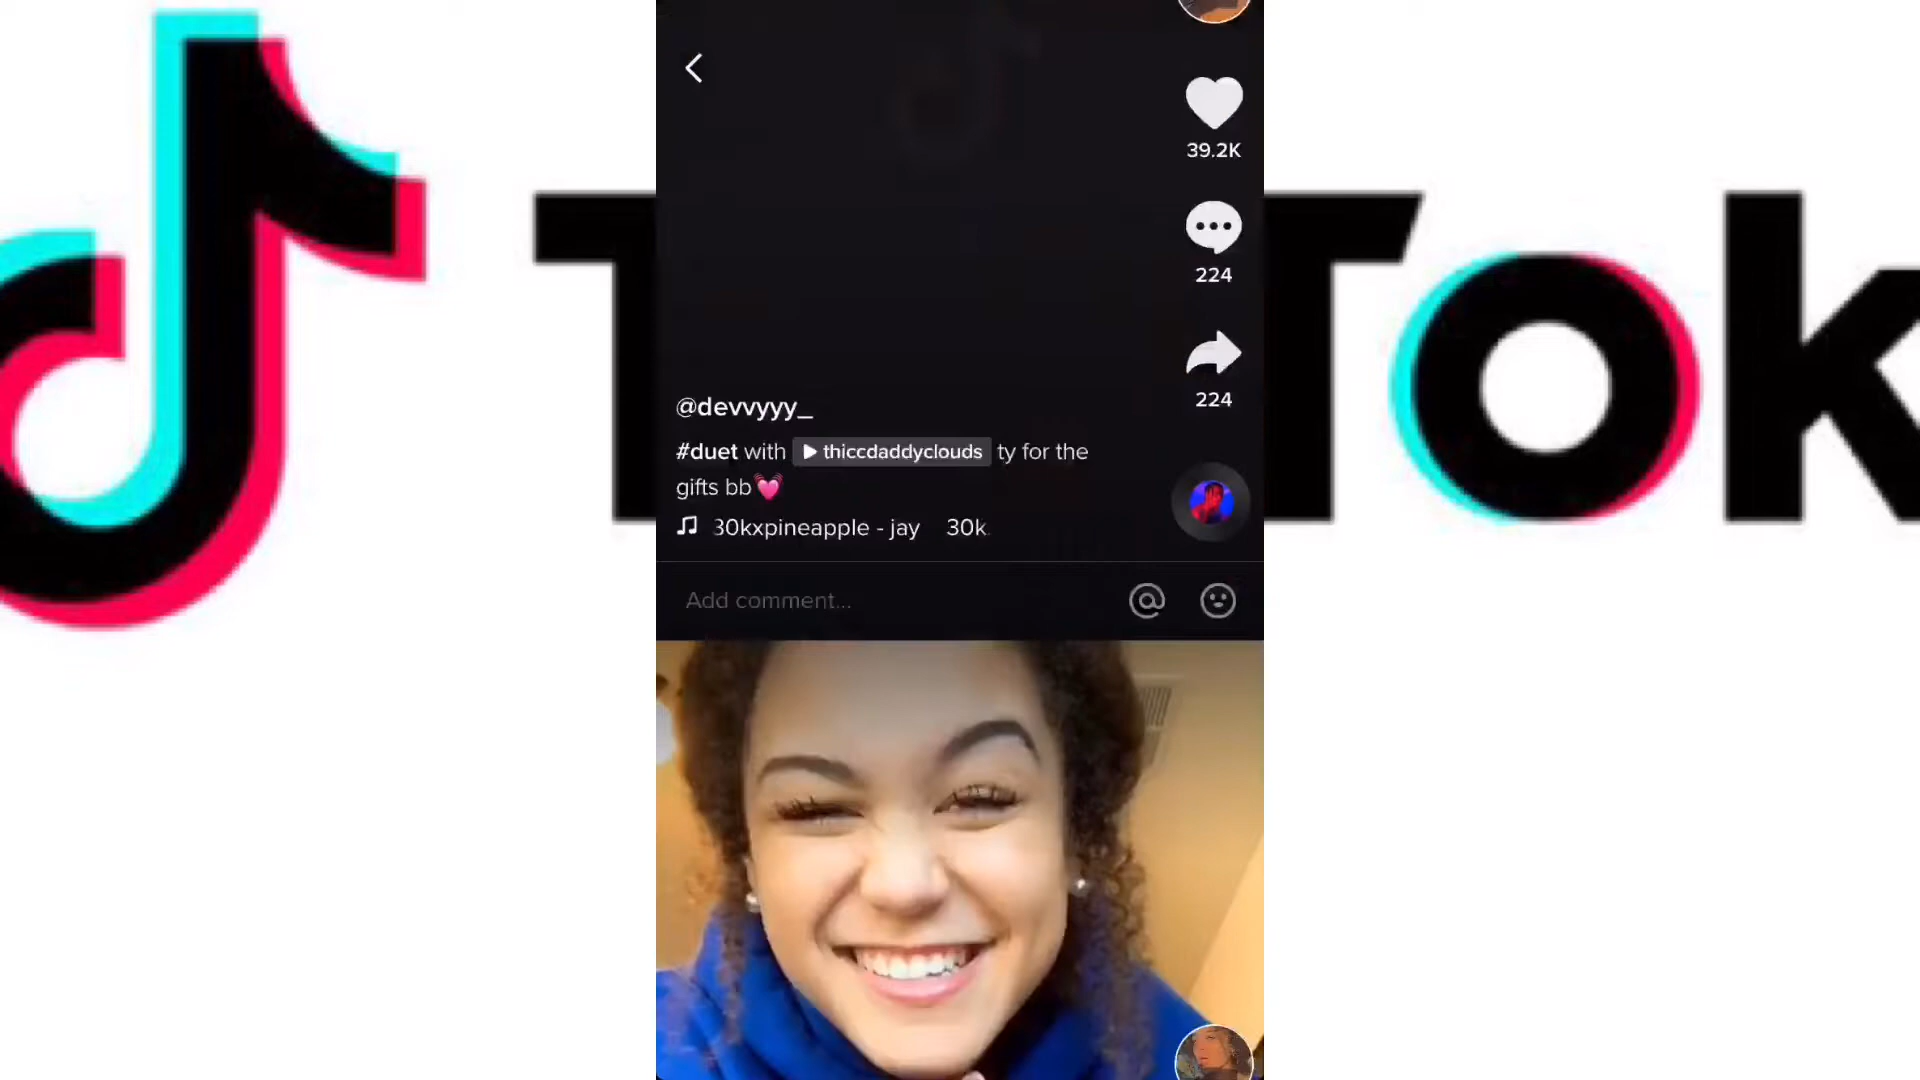 TikTok
39.2K
224
224
@devvyyy_
#duet with thiccdaddyclouds ty for the
gifts bb💓
30kxpineapple - jay 30k
Add comment...